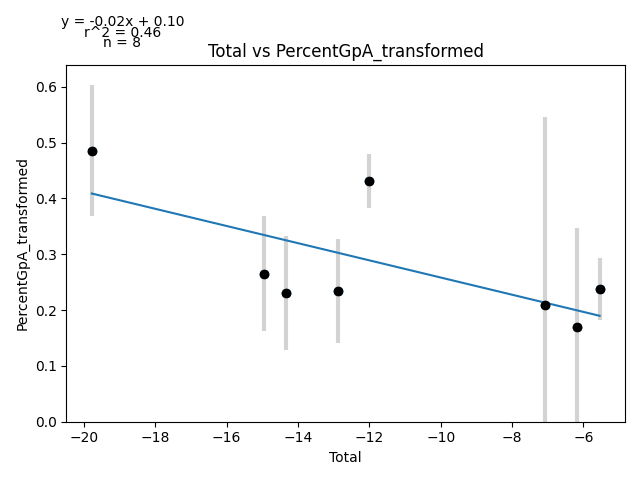 y = -0.02x + 0.10
r^2 = 0.46
n = 8
Total vs PercentGpA_transformed
PercentGpA_transformed
0.6
0.5
0.4
0.3
0.2
0.1
0.0
−20 −18 −16 −14 −12 −10 −8 −6
Total